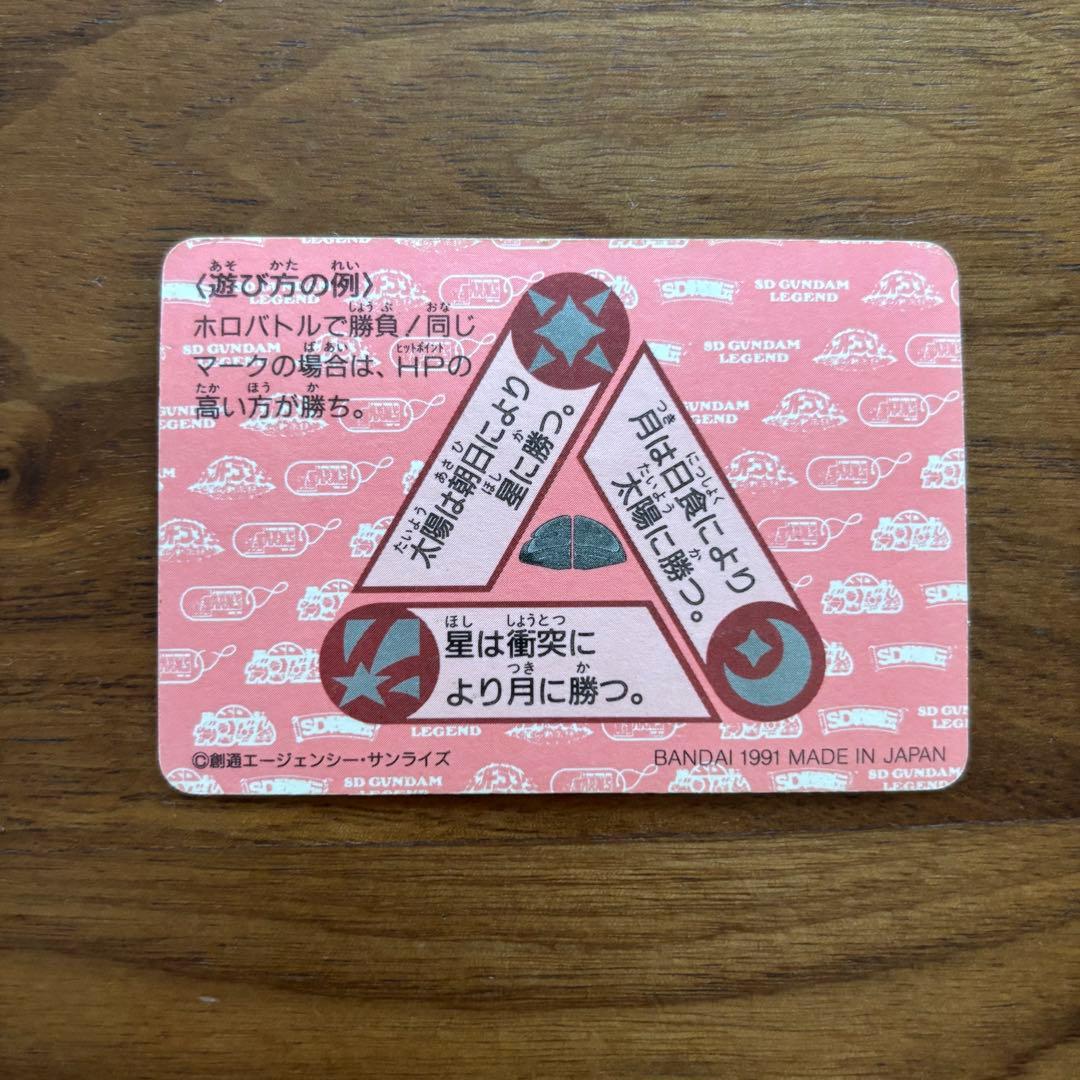 〈遊び方の例〉
ホロバトルで勝負!同じ
マークの場合は、HPの
高い方が勝ち。
太陽は朝日により
星に勝つ。
月は日食により
太陽に勝つ。
星は衝突に
より月に勝つ。
©創通エージェンシー・サンライズ
BANDAI 1991 MADE IN JAPAN
SD GUNDAM
LEGEND